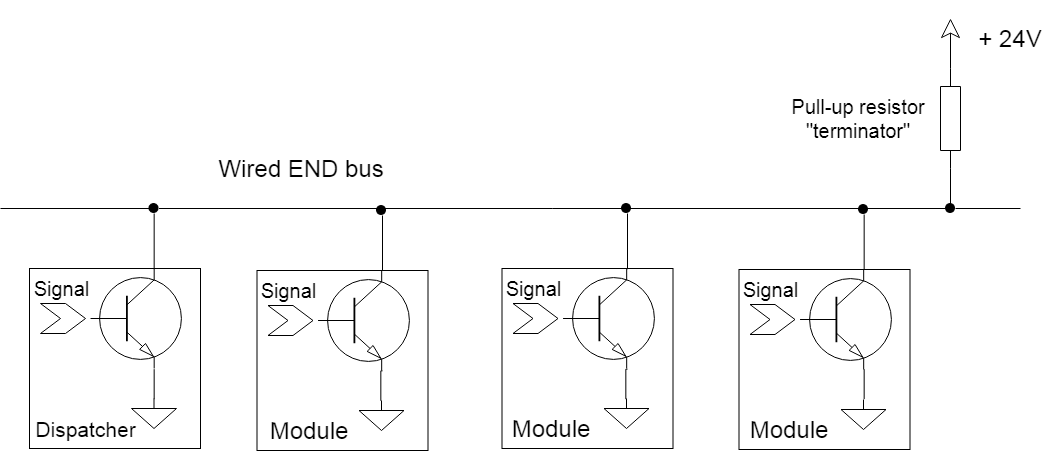 + 24V
Pull-up resistor
"terminator"
Wired END bus
Signal
Signal
Signal
Signal
Dispatcher
Module
Module
Module